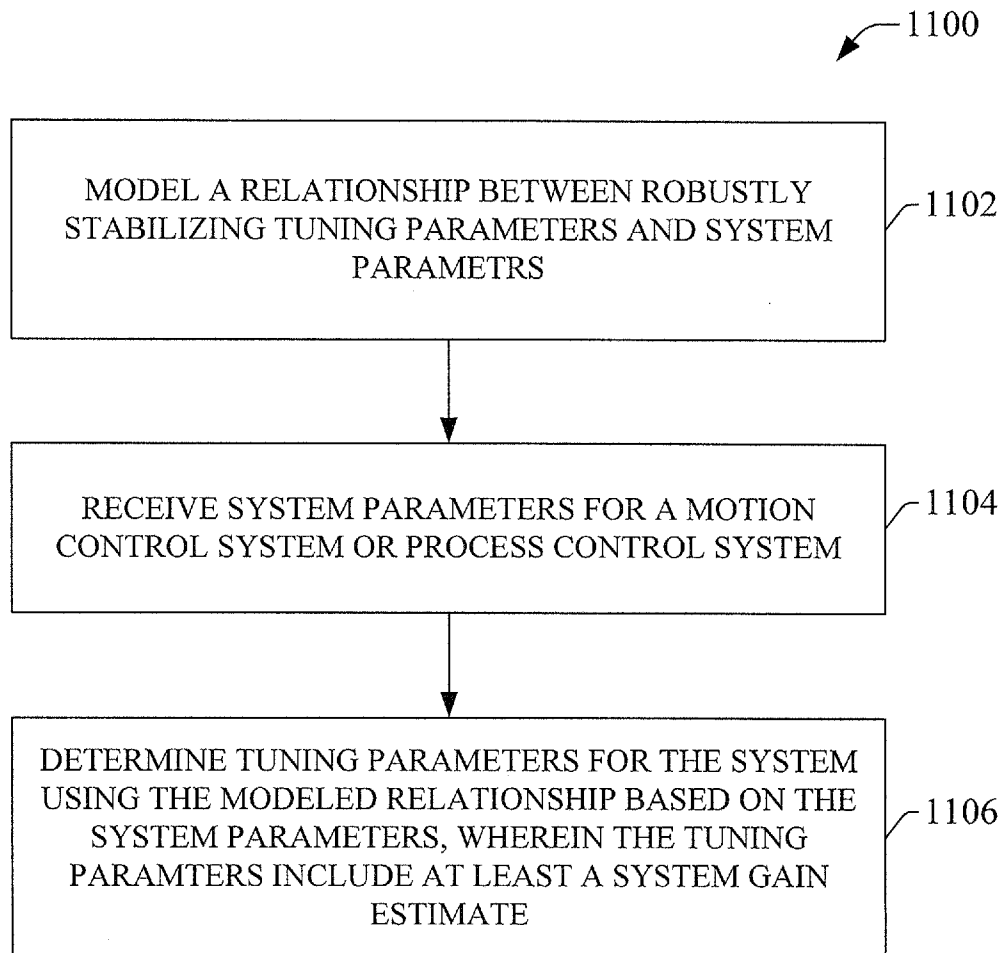 1100
MODEL A RELATIONSHIP BETWEEN ROBUSTLY
STABILIZING TUNING PARAMETERS AND SYSTEM
PARAMETRS
1102
RECEIVE SYSTEM PARAMETERS FOR A MOTION
CONTROL SYSTEM OR PROCESS CONTROL SYSTEM
1104
DETERMINE TUNING PARAMETERS FOR THE SYSTEM
USING THE MODELED RELATIONSHIP BASED ON THE
SYSTEM PARAMETERS, WHEREIN THE TUNING
PARAMTERS INCLUDE AT LEAST A SYSTEM GAIN
ESTIMATE
1106